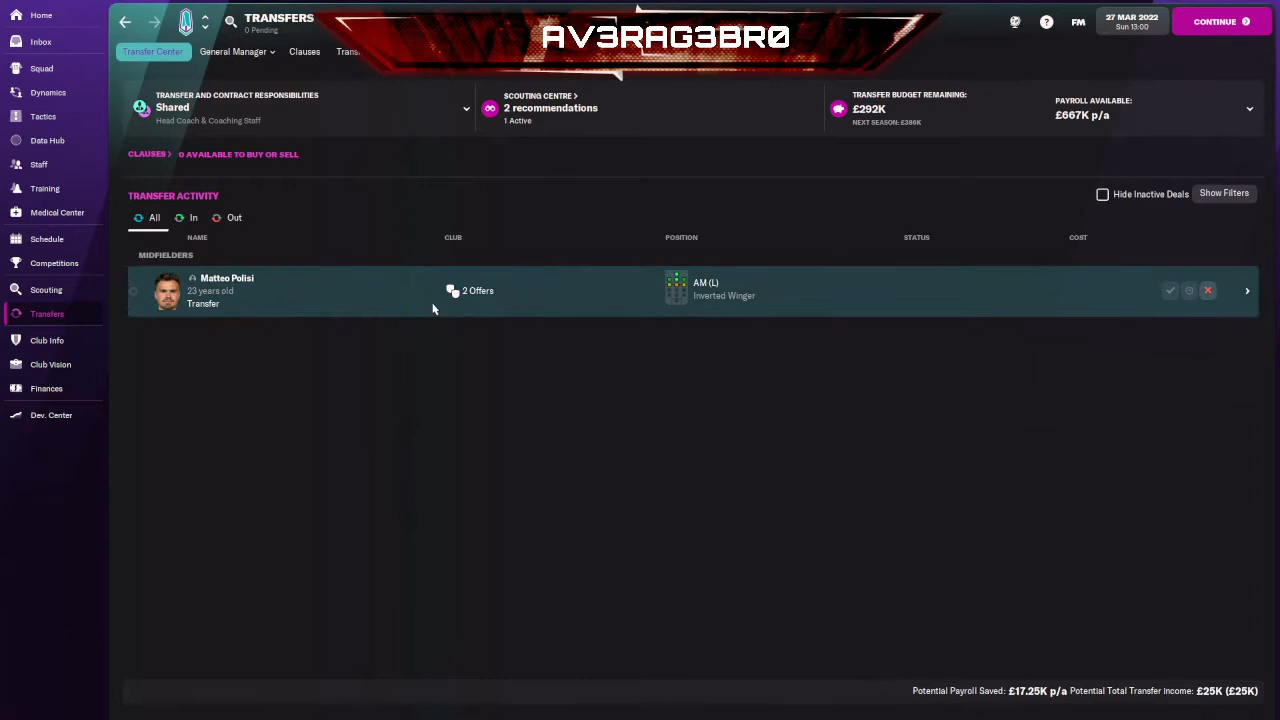 Home
Inbox
Squad
Dynamics
Tactics
Data Hub
Staff
Training
Medical Center
Schedule
Competitions
Scouting
Transfers
Club Info
Club Vision
Finances
Dev. Center
TRANSFERS
0 Pending
AV3RAG3BR0
FM
27 MAR 2022
Sun 13:00
CONTINUE
Transfer Center
General Manager
Clauses
Trans
TRANSFER AND CONTRACT RESPONSIBILITIES
Shared
Head Coach & Coaching Staff
SCOUTING CENTRE >
2 recommendations
1 Active
TRANSFER BUDGET REMAINING:
£292K
NEXT SEASON: £386K
PAYROLL AVAILABLE:
£667K p/a
CLAUSES > 0 AVAILABLE TO BUY OR SELL
TRANSFER ACTIVITY
Hide Inactive Deals
Show Filters
All In Out
NAME CLUB POSITION STATUS COST
MIDFIELDERS
Matteo Polisi
23 years old
Transfer
2 Offers
AM (L)
Inverted Winger
Potential Payroll Saved: £17.25K p/a Potential Total Transfer income: £25K (£25K)